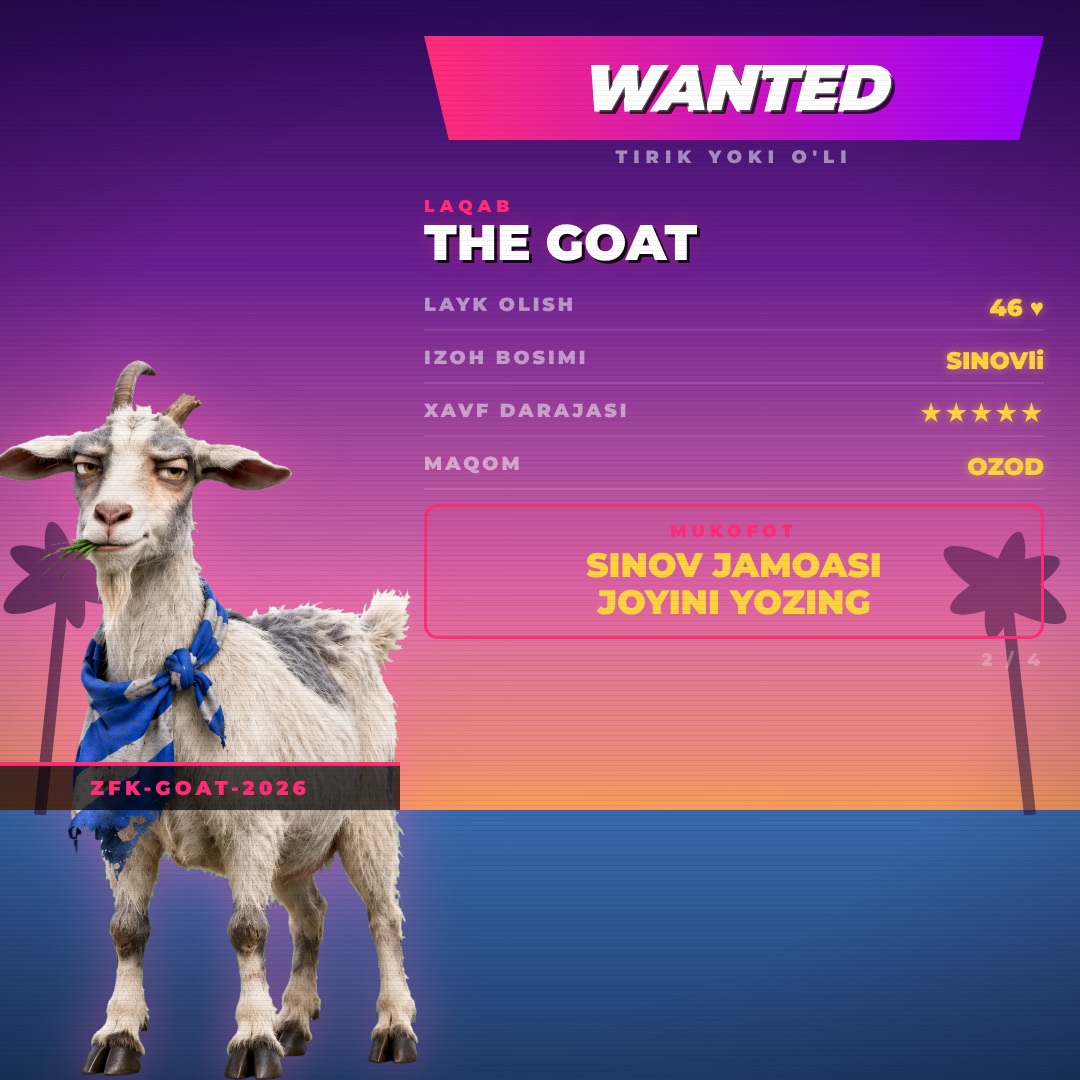 WANTED
TIRIK YOKI O'LI
LAQAB
THE GOAT
LAYK OLISH 46 ♥
IZOH BOSIMI SINOVli
XAVF DARAJASI ★★★★★
MAQOM OZOD
MUKOFOT
SINOV JAMOASI
JOYINI YOZING
2 / 4
ZFK-GOAT-2026